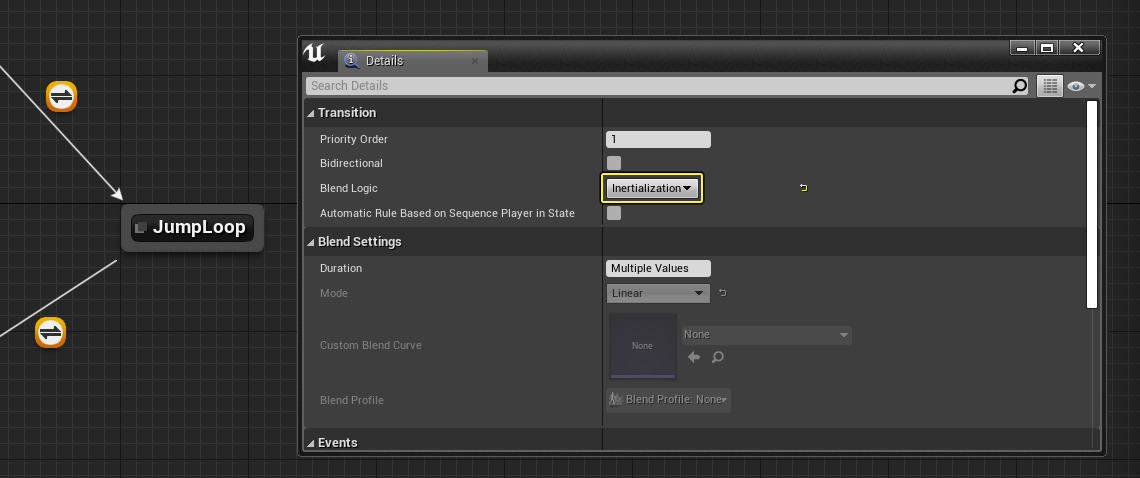 Details
Search Details
Transition
Priority Order 1
Bidirectional
Blend Logic Inertialization
Automatic Rule Based on Sequence Player in State
JumpLoop
Blend Settings
Duration Multiple Values
Mode Linear
None
None
Custom Blend Curve
Blend Profile Blend Profile: None
Events